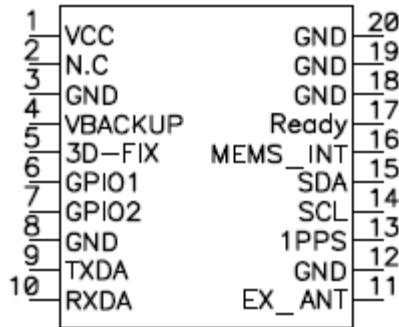 1 VCC GND 20
2 N.C GND 19
3 GND GND 18
4 VBACKUP Ready 17
5 3D-FIX MEMS_INT 16
6 GPIO1 SDA 15
7 GPIO2 SCL 14
8 GND 1PPS 13
9 TXDA GND 12
10 RXDA EX_ANT 11